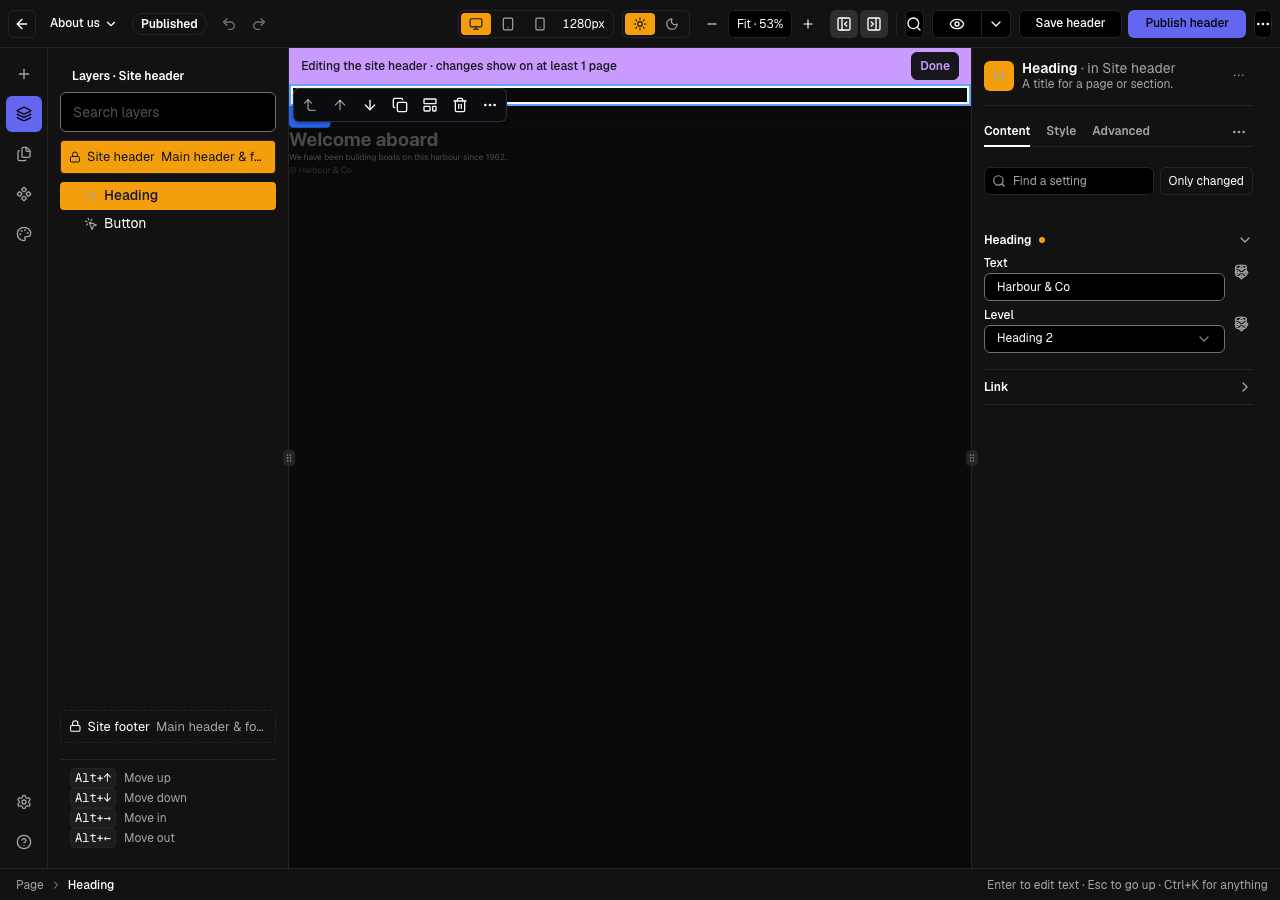 About us
Published
1280px
Fit · 53%
Save header
Publish header
Layers · Site header
Search layers
Site header Main header & f...
Heading
Button
Site footer Main header & fo...
Alt+↑ Move up
Alt+↓ Move down
Alt+→ Move in
Alt+← Move out
Editing the site header · changes show on at least 1 page
Done
Welcome aboard
We have been building boats on this harbour since 1962.
© Harbour & Co
Heading · in Site header
A title for a page or section.
Content
Style
Advanced
Find a setting
Only changed
Heading
Text
Harbour & Co
Level
Heading 2
Link
Page > Heading
Enter to edit text · Esc to go up · Ctrl+K for anything